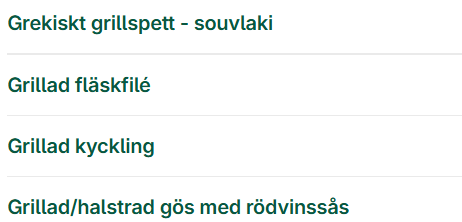 Grekiskt grillspett - souvlaki
Grillad fläskfilé
Grillad kyckling
Grillad/halstrad gös med rödvinssås